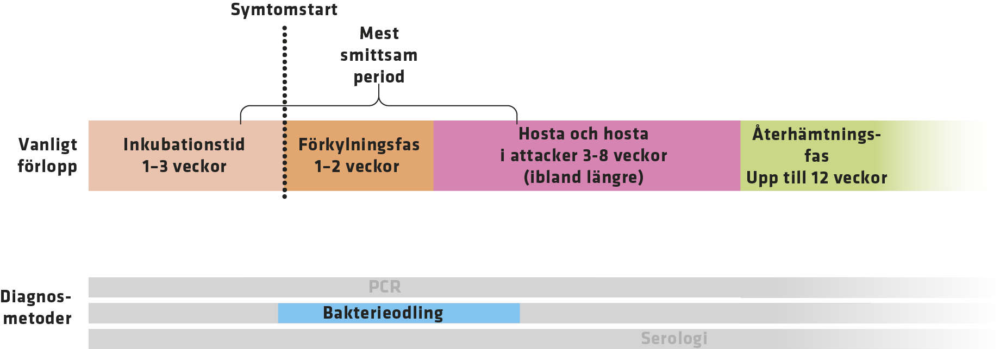 Symtomstart
Mest
smittsam
period
Vanligt
förlopp
Inkubationstid
1–3 veckor
Förkylningsfas
1–2 veckor
Hosta och hosta
i attacker 3-8 veckor
(ibland längre)
Återhämtnings-
fas
Upp till 12 veckor
Diagnos-
metoder
PCR
Bakterieodling
Serologi